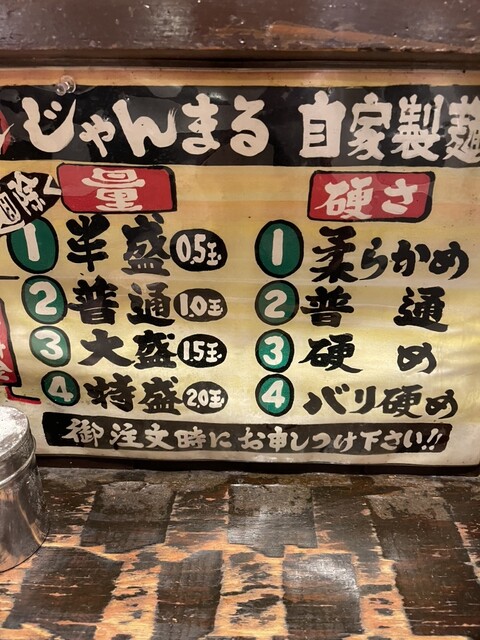 じゃんまる 自家製麺
量
1 半盛 0.5玉
2 普通 1.0玉
3 大盛 1.5玉
4 特盛 2.0玉
硬さ
1 柔らかめ
2 普通
3 硬め
4 バリ硬め
御注文時にお申しつけ下さい!!